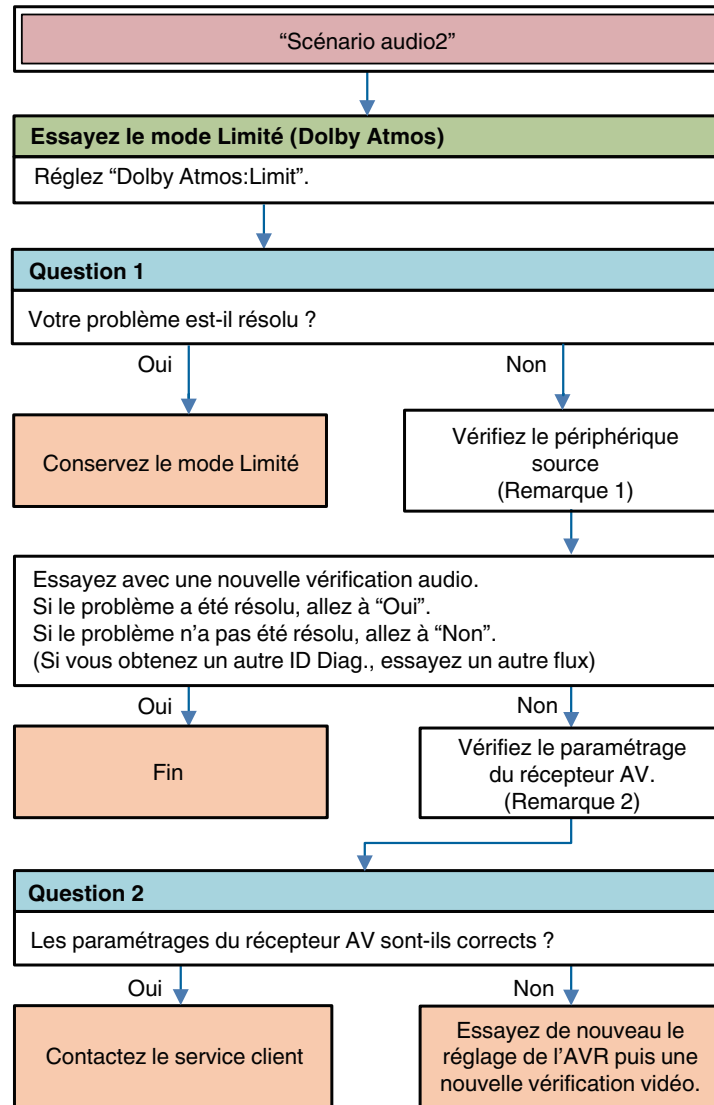 “Scénario audio2”
Essayez le mode Limité (Dolby Atmos)
Réglez “Dolby Atmos:Limit”.
Question 1
Votre problème est-il résolu ?
Oui
Non
Conservez le mode Limité
Vérifiez le périphérique
source
(Remarque 1)
Essayez avec une nouvelle vérification audio.
Si le problème a été résolu, allez à “Oui”.
Si le problème n’a pas été résolu, allez à “Non”.
(Si vous obtenez un autre ID Diag., essayez un autre flux)
Oui
Non
Fin
Vérifiez le paramétrage
du récepteur AV.
(Remarque 2)
Question 2
Les paramétrages du récepteur AV sont-ils corrects ?
Oui
Non
Contactez le service client
Essayez de nouveau le
réglage de l’AVR puis une
nouvelle vérification vidéo.